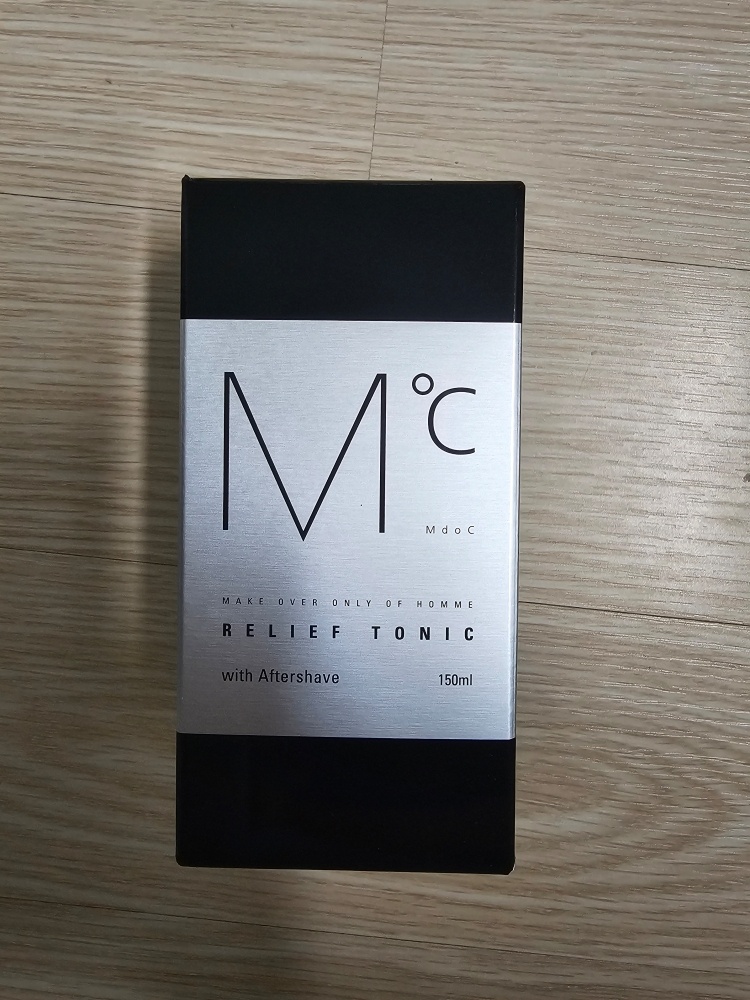 M°C
MdoC
MAKE OVER ONLY OF HOMME
RELIEF TONIC
with Aftershave 150ml